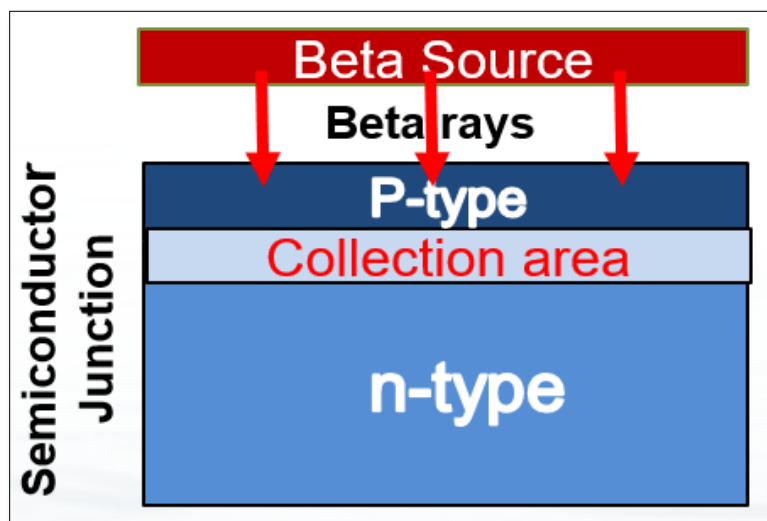 Beta Source
Beta rays
P-type
Collection area
n-type
Semiconductor
Junction